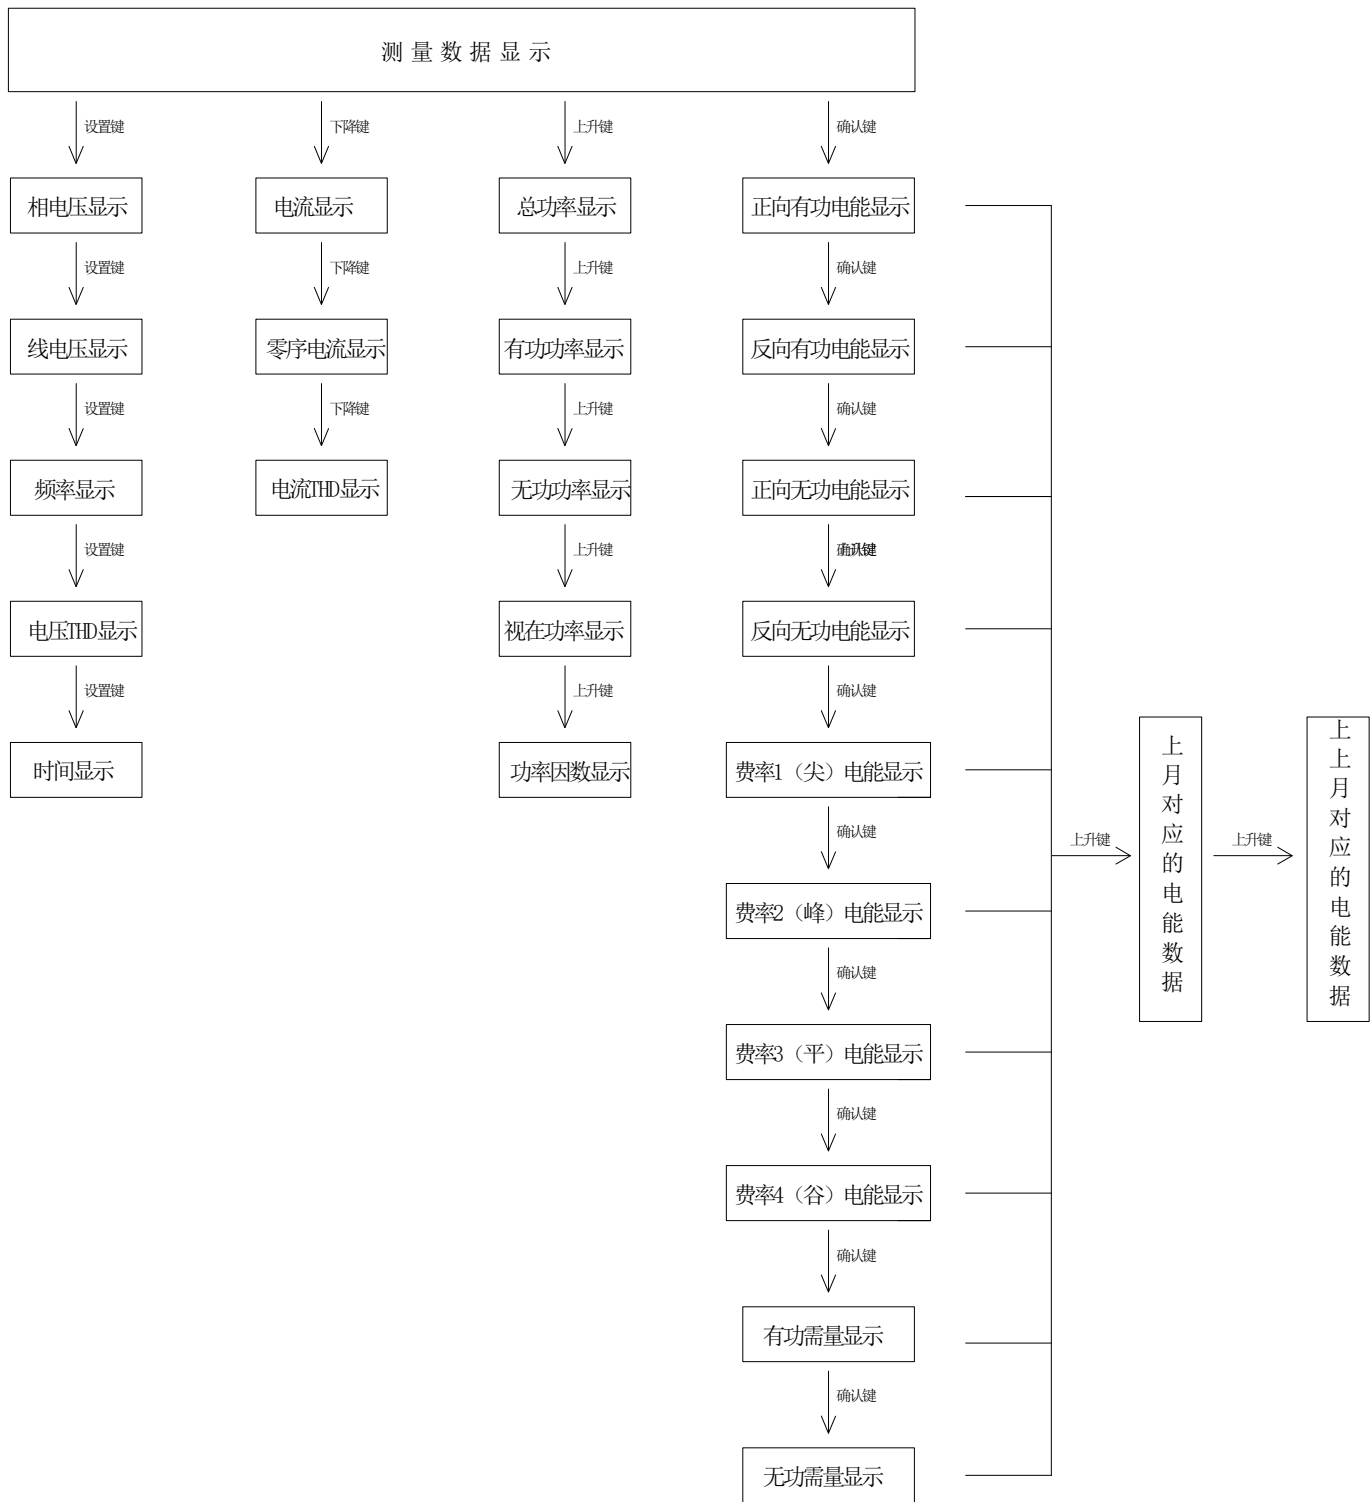 测量数据显示
设置键
下降键
上升键
确认键
相电压显示
电流显示
总功率显示
正向有功电能显示
设置键
下降键
上升键
确认键
线电压显示
零序电流显示
有功功率显示
反向有功电能显示
设置键
下降键
上升键
确认键
频率显示
电流THD显示
无功功率显示
正向无功电能显示
设置键
上升键
电压THD显示
视在功率显示
反向无功电能显示
设置键
上升键
确认键
时间显示
功率因数显示
费率1（尖）电能显示
确认键
上升键
上月对应的电能数据
上升键
上上月对应的电能数据
费率2（峰）电能显示
确认键
费率3（平）电能显示
确认键
费率4（谷）电能显示
确认键
有功需量显示
确认键
无功需量显示